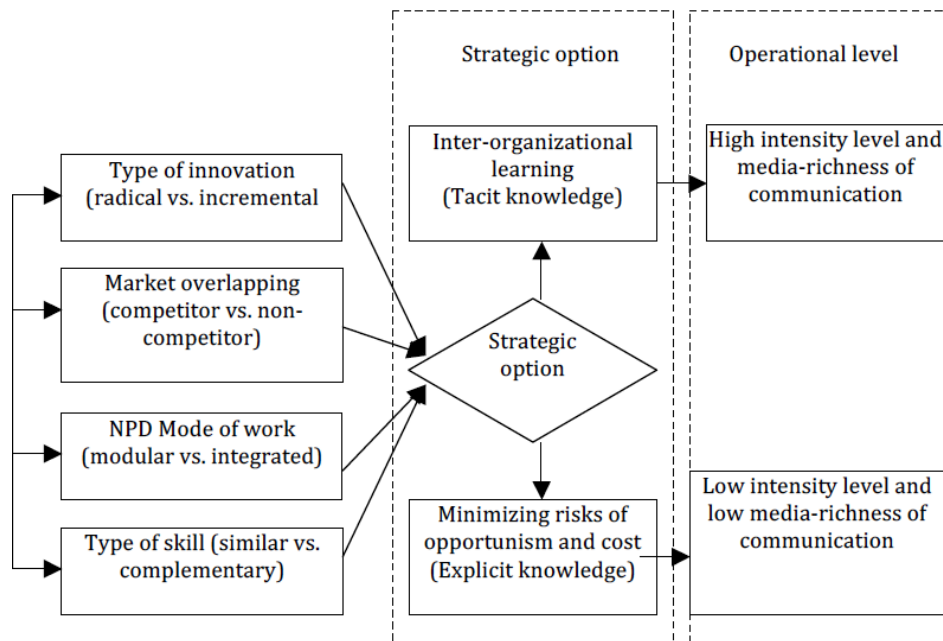 Strategic option
Operational level
Type of innovation
(radical vs. incremental
Market overlapping
(competitor vs. non-
competitor)
NPD Mode of work
(modular vs. integrated)
Type of skill (similar vs.
complementary)
Inter-organizational
learning
(Tacit knowledge)
Strategic
option
Minimizing risks of
opportunism and cost
(Explicit knowledge)
High intensity level and
media-richness of
communication
Low intensity level and
low media-richness of
communication